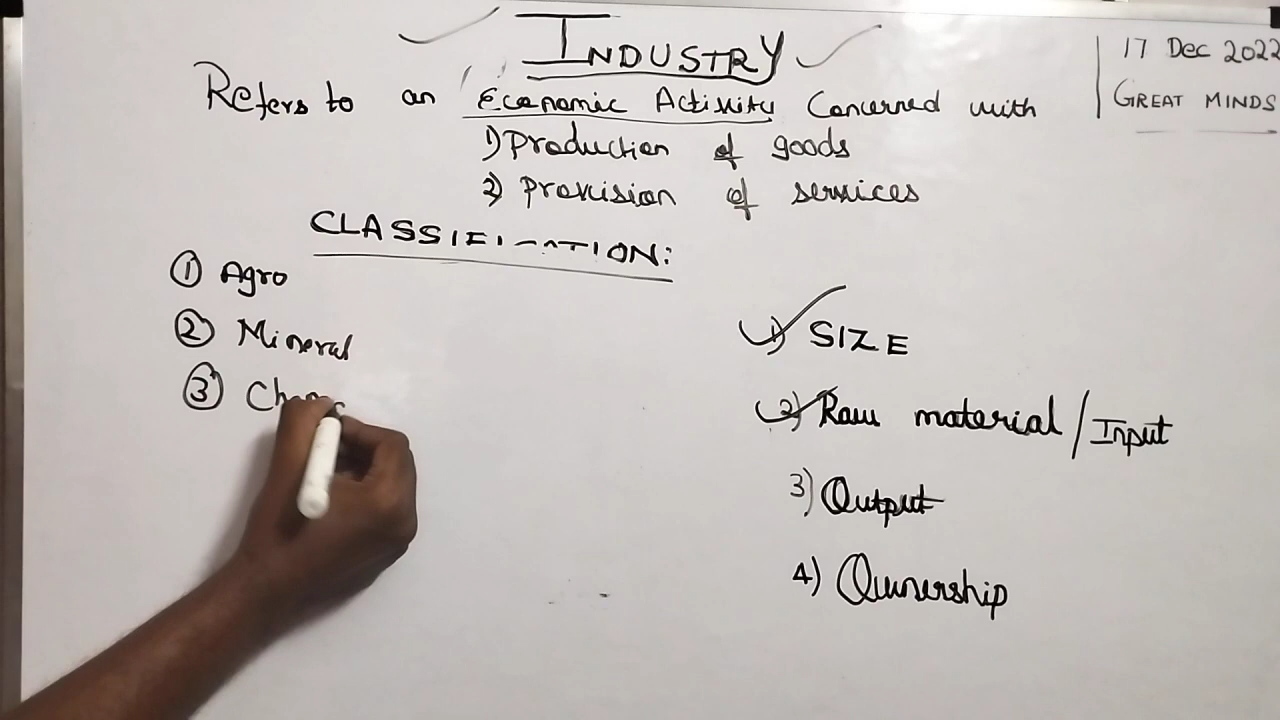 INDUSTRY
17 Dec 2022
GREAT MINDS
Refers to an Economic Activity Concerned with
1) Production of goods
2) Provision of services
CLASSIFICATION:
① Agro
② Mineral
③
1) SIZE
2) Raw material / Input
3) Output
4) Ownership